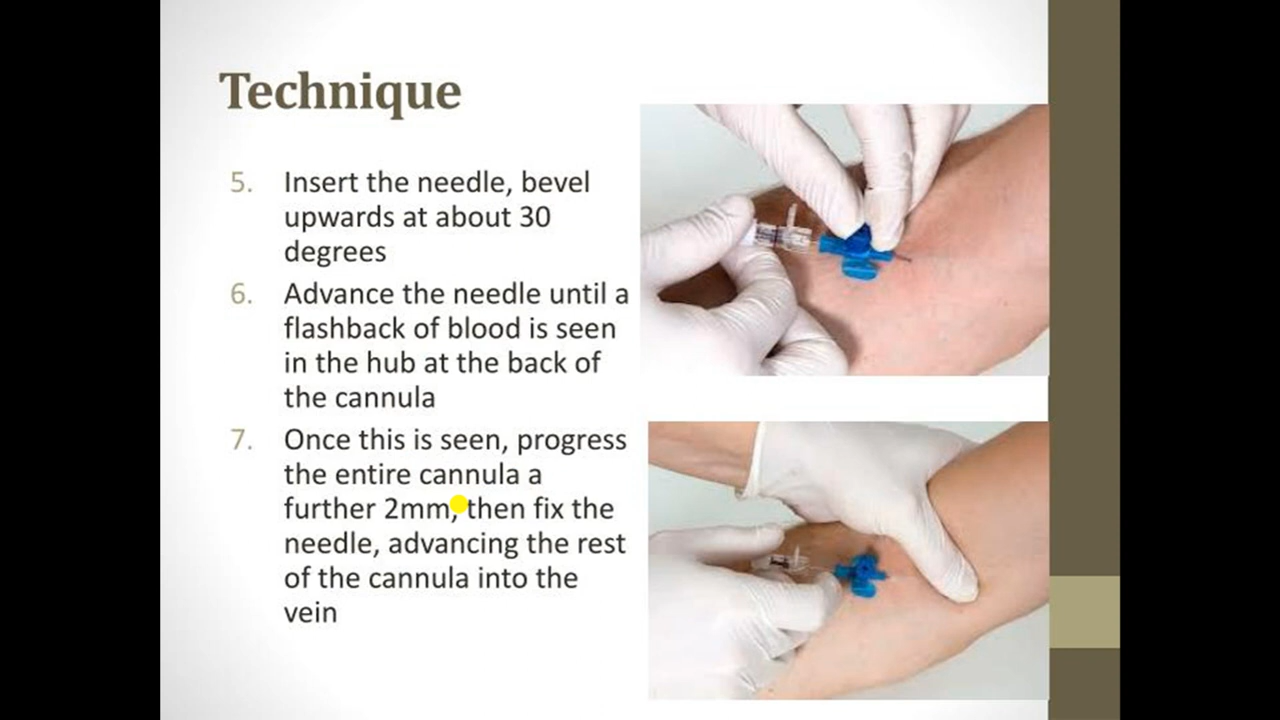 Technique
5. Insert the needle, bevel
upwards at about 30
degrees
6. Advance the needle until a
flashback of blood is seen
in the hub at the back of
the cannula
7. Once this is seen, progress
the entire cannula a
further 2mm, then fix the
needle, advancing the rest
of the cannula into the
vein